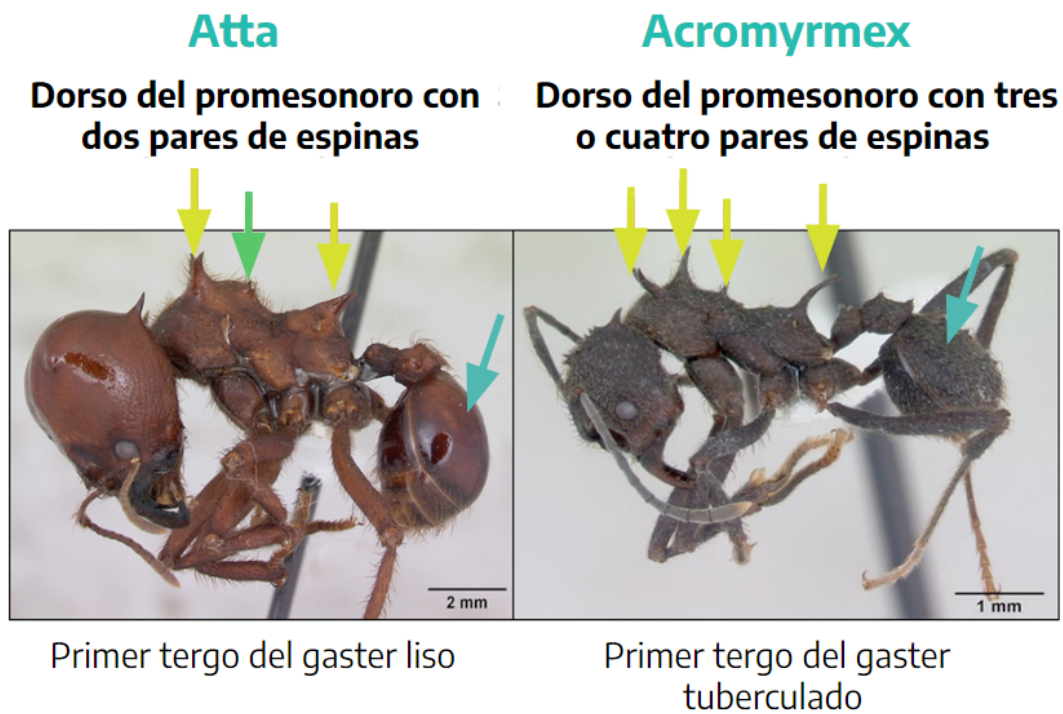 Atta
Dorso del promesonoro con
dos pares de espinas
Acromyrmex
Dorso del promesonoro con tres
o cuatro pares de espinas
2 mm
1 mm
Primer tergo del gaster liso
Primer tergo del gaster
tuberculado